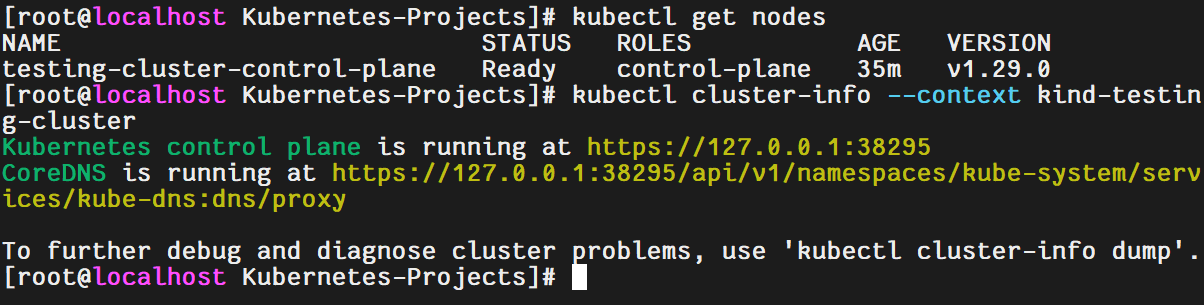 [root@localhost Kubernetes-Projects]# kubectl get nodes
NAME                            STATUS   ROLES           AGE   VERSION
testing-cluster-control-plane   Ready    control-plane   35m   v1.29.0
[root@localhost Kubernetes-Projects]# kubectl cluster-info --context kind-testin
g-cluster
Kubernetes control plane is running at https://127.0.0.1:38295
CoreDNS is running at https://127.0.0.1:38295/api/v1/namespaces/kube-system/serv
ices/kube-dns:dns/proxy

To further debug and diagnose cluster problems, use 'kubectl cluster-info dump'.
[root@localhost Kubernetes-Projects]#